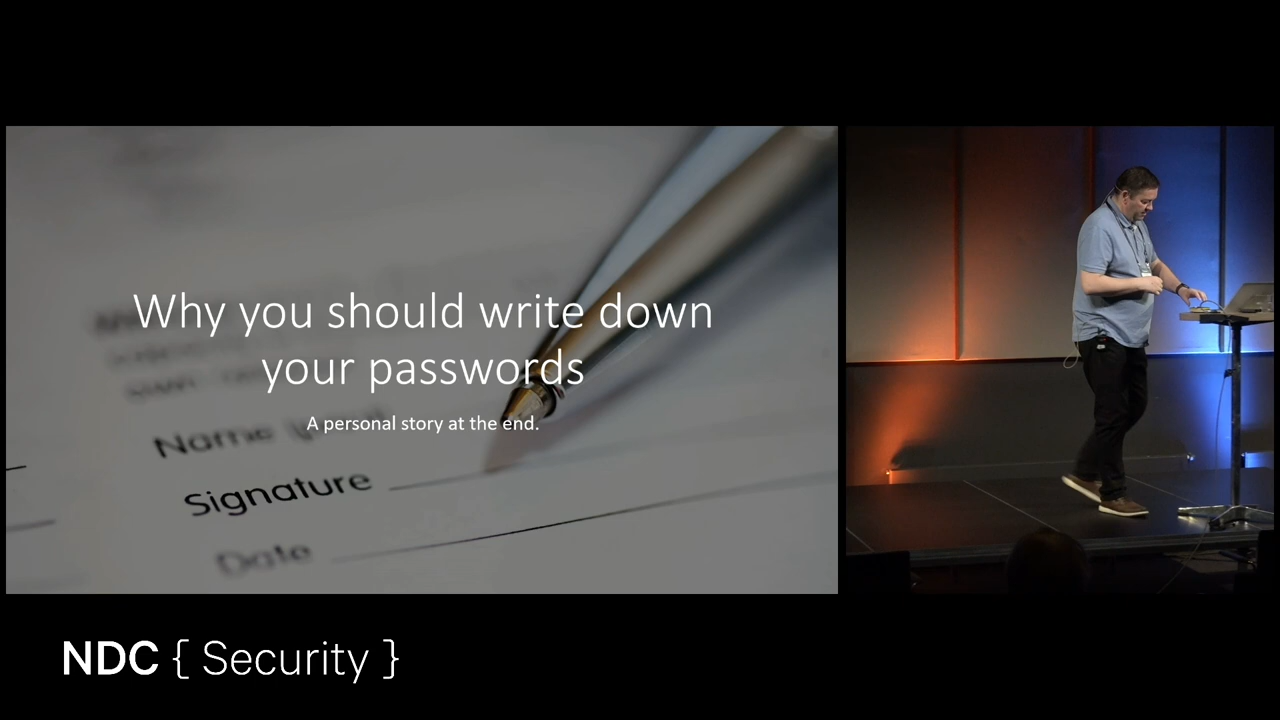 Why you should write down
your passwords
A personal story at the end.
Name
Signature
Date
NDC { Security }